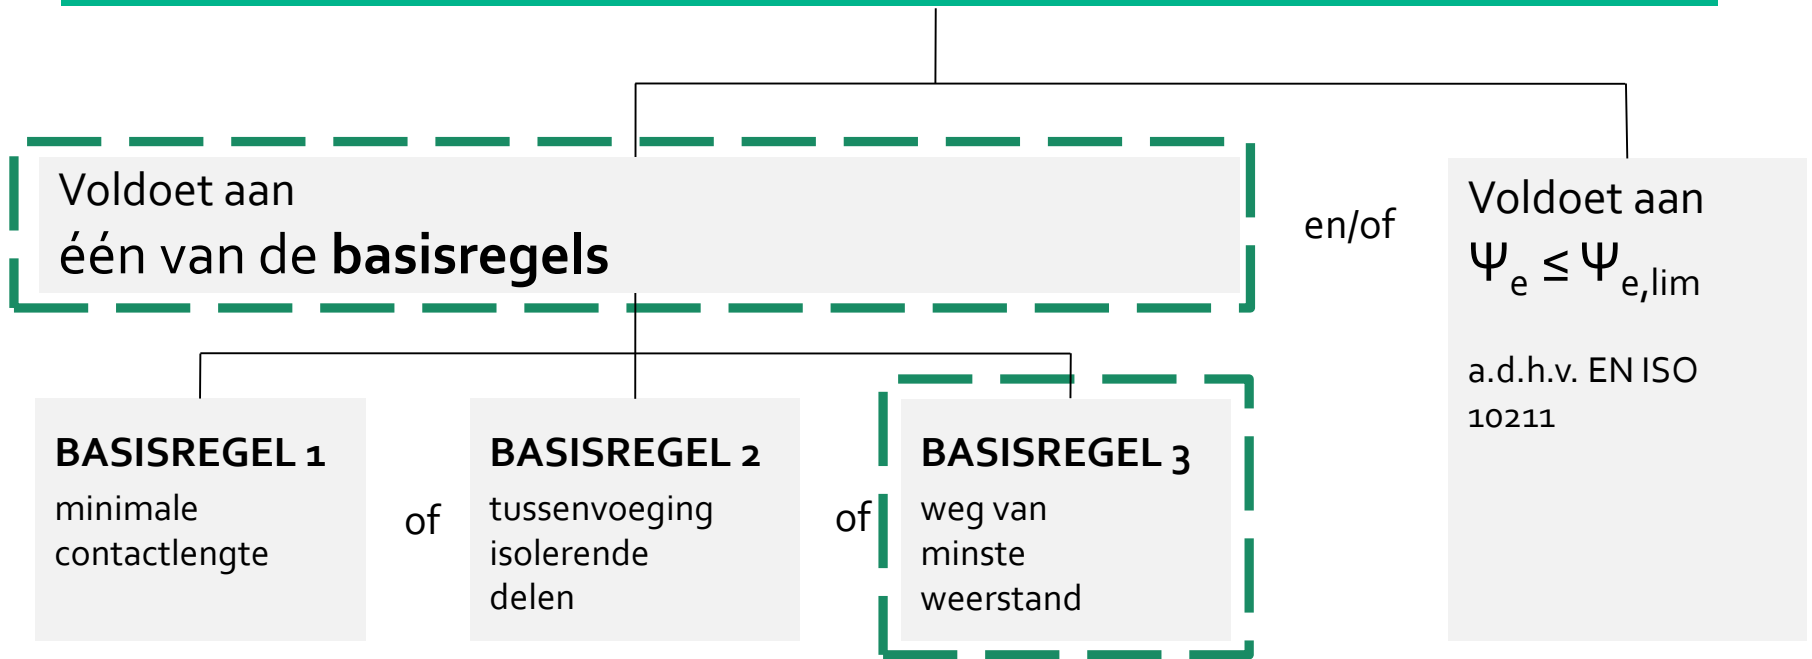 Voldoet aan
één van de basisregels
en/of
Voldoet aan
Ψe ≤ Ψe,lim
a.d.h.v. EN ISO
10211
BASISREGEL 1
minimale
contactlengte
of
BASISREGEL 2
tussenvoeging
isolerende
delen
of
BASISREGEL 3
weg van
minste
weerstand